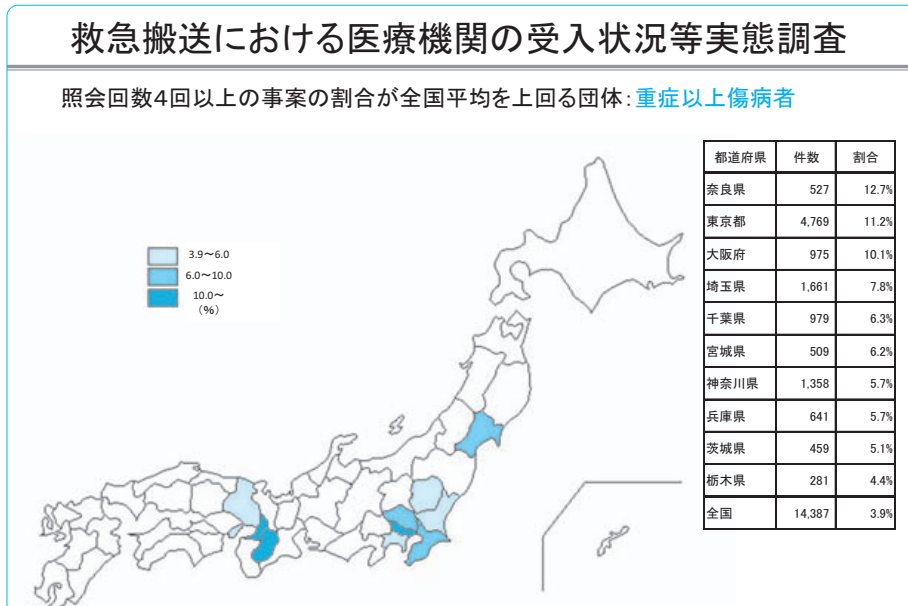 救急搬送における医療機関の受入状況等実態調査
照会回数4回以上の事案の割合が全国平均を上回る団体:重症以上傷病者
3.9～6.0
6.0～10.0
10.0～
(%)
都道府県 件数 割合
奈良県 527 12.7%
東京都 4,769 11.2%
大阪府 975 10.1%
埼玉県 1,661 7.8%
千葉県 979 6.3%
宮城県 509 6.2%
神奈川県 1,358 5.7%
兵庫県 641 5.7%
茨城県 459 5.1%
栃木県 281 4.4%
全国 14,387 3.9%